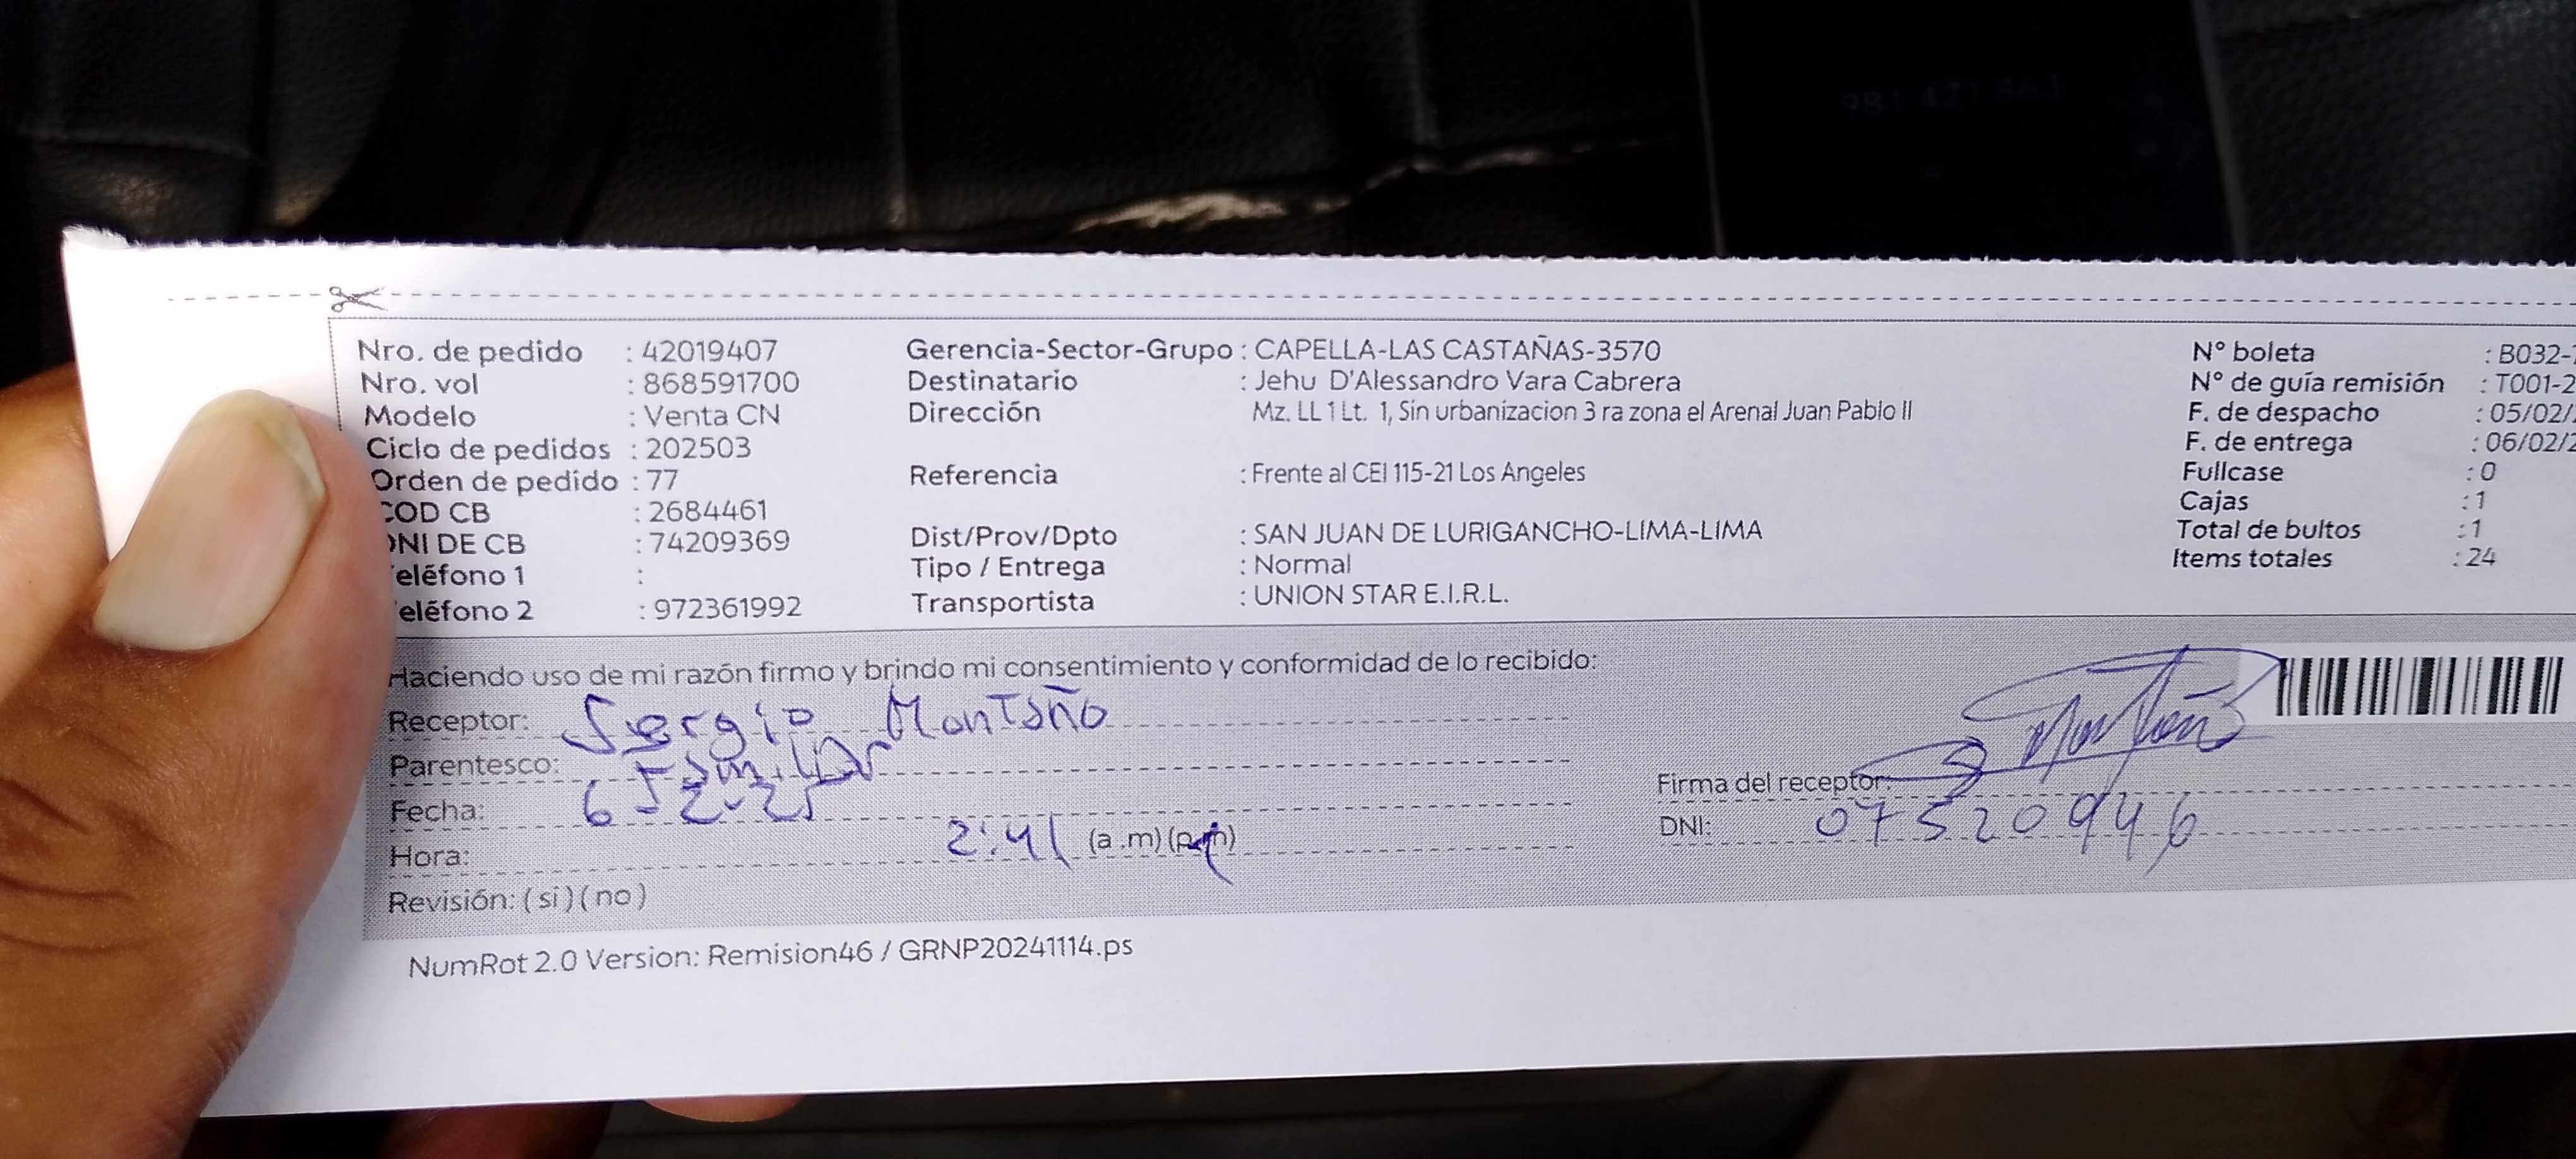 Nro. de pedido : 42019407 Gerencia-Sector-Grupo : CAPELLA-LAS CASTAÑAS-3570 N° boleta : B032-
Nro. vol : 868591700 Destinatario : Jehu D'Alessandro Vara Cabrera N° de guía remisión : T001-2
Modelo : Venta CN Dirección Mz. LL 1 Lt. 1, Sin urbanizacion 3 ra zona el Arenal Juan Pablo II F. de despacho : 05/02/
Ciclo de pedidos : 202503 F. de entrega : 06/02/2
Orden de pedido : 77 Referencia : Frente al CEI 115-21 Los Angeles Fullcase : 0
COD CB : 2684461 Cajas : 1
DNI DE CB : 74209369 Dist/Prov/Dpto : SAN JUAN DE LURIGANCHO-LIMA-LIMA Total de bultos : 1
eléfono 1 : Tipo / Entrega : Normal Items totales : 24
eléfono 2 : 972361992 Transportista : UNION STAR E.I.R.L.
Haciendo uso de mi razón firmo y brindo mi consentimiento y conformidad de lo recibido:
Receptor: Sergio Montaño
Parentesco: Familiar
Firma del receptor: Montaño
Fecha: 6-2-25
DNI: 07520946
Hora: 2:41 (a .m) (p.m)
Revisión: ( si ) ( no )
NumRot 2.0 Version: Remision46 / GRNP20241114.ps